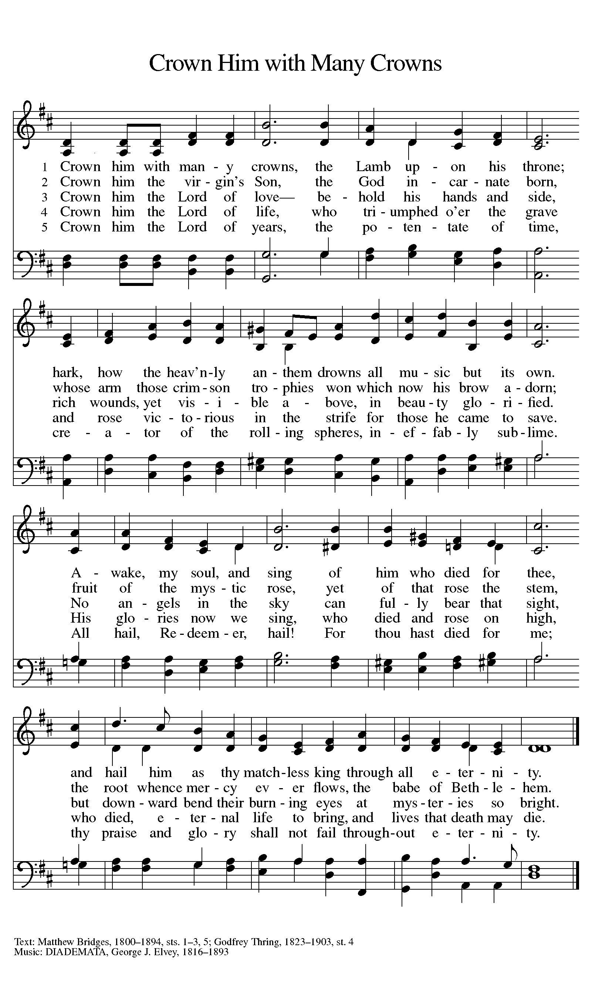 Crown Him with Many Crowns
1 Crown him with man - y crowns, the Lamb up - on his throne;
2 Crown him the vir - gin's Son, the God in - car - nate born,
3 Crown him the Lord of love— be - hold his hands and side,
4 Crown him the Lord of life, who tri - umphed o'er the grave
5 Crown him the Lord of years, the po - ten - tate of time,
hark, how the heav'n - ly an - them drowns all mu - sic but its own.
whose arm those crim - son tro - phies won which now his brow a - dorn;
rich wounds, yet vis - i - ble a - bove, in beau - ty glo - ri - fied.
and rose vic - to - rious in the strife for those he came to save.
cre - a - tor of the roll - ing spheres, in - ef - fab - ly sub - lime.
A - wake, my soul, and sing of him who died for thee,
fruit of the mys - tic rose, yet of that rose the stem,
No an - gels in the sky can ful - ly bear that sight,
His glo - ries now we sing, who died and rose on high,
All hail, Re - deem - er, hail! For thou hast died for me;
and hail him as thy match - less king through all e - ter - ni - ty.
the root whence mer - cy ev - er flows, the babe of Beth - le - hem.
but down - ward bend their burn - ing eyes at mys - ter - ies so bright.
who died, e - ter - nal life to bring, and lives that death may die.
thy praise and glo - ry shall not fail through - out e - ter - ni - ty.
Text: Matthew Bridges, 1800–1894, sts. 1–3, 5; Godfrey Thring, 1823–1903, st. 4
Music: DIADEMATA, George J. Elvey, 1816–1893